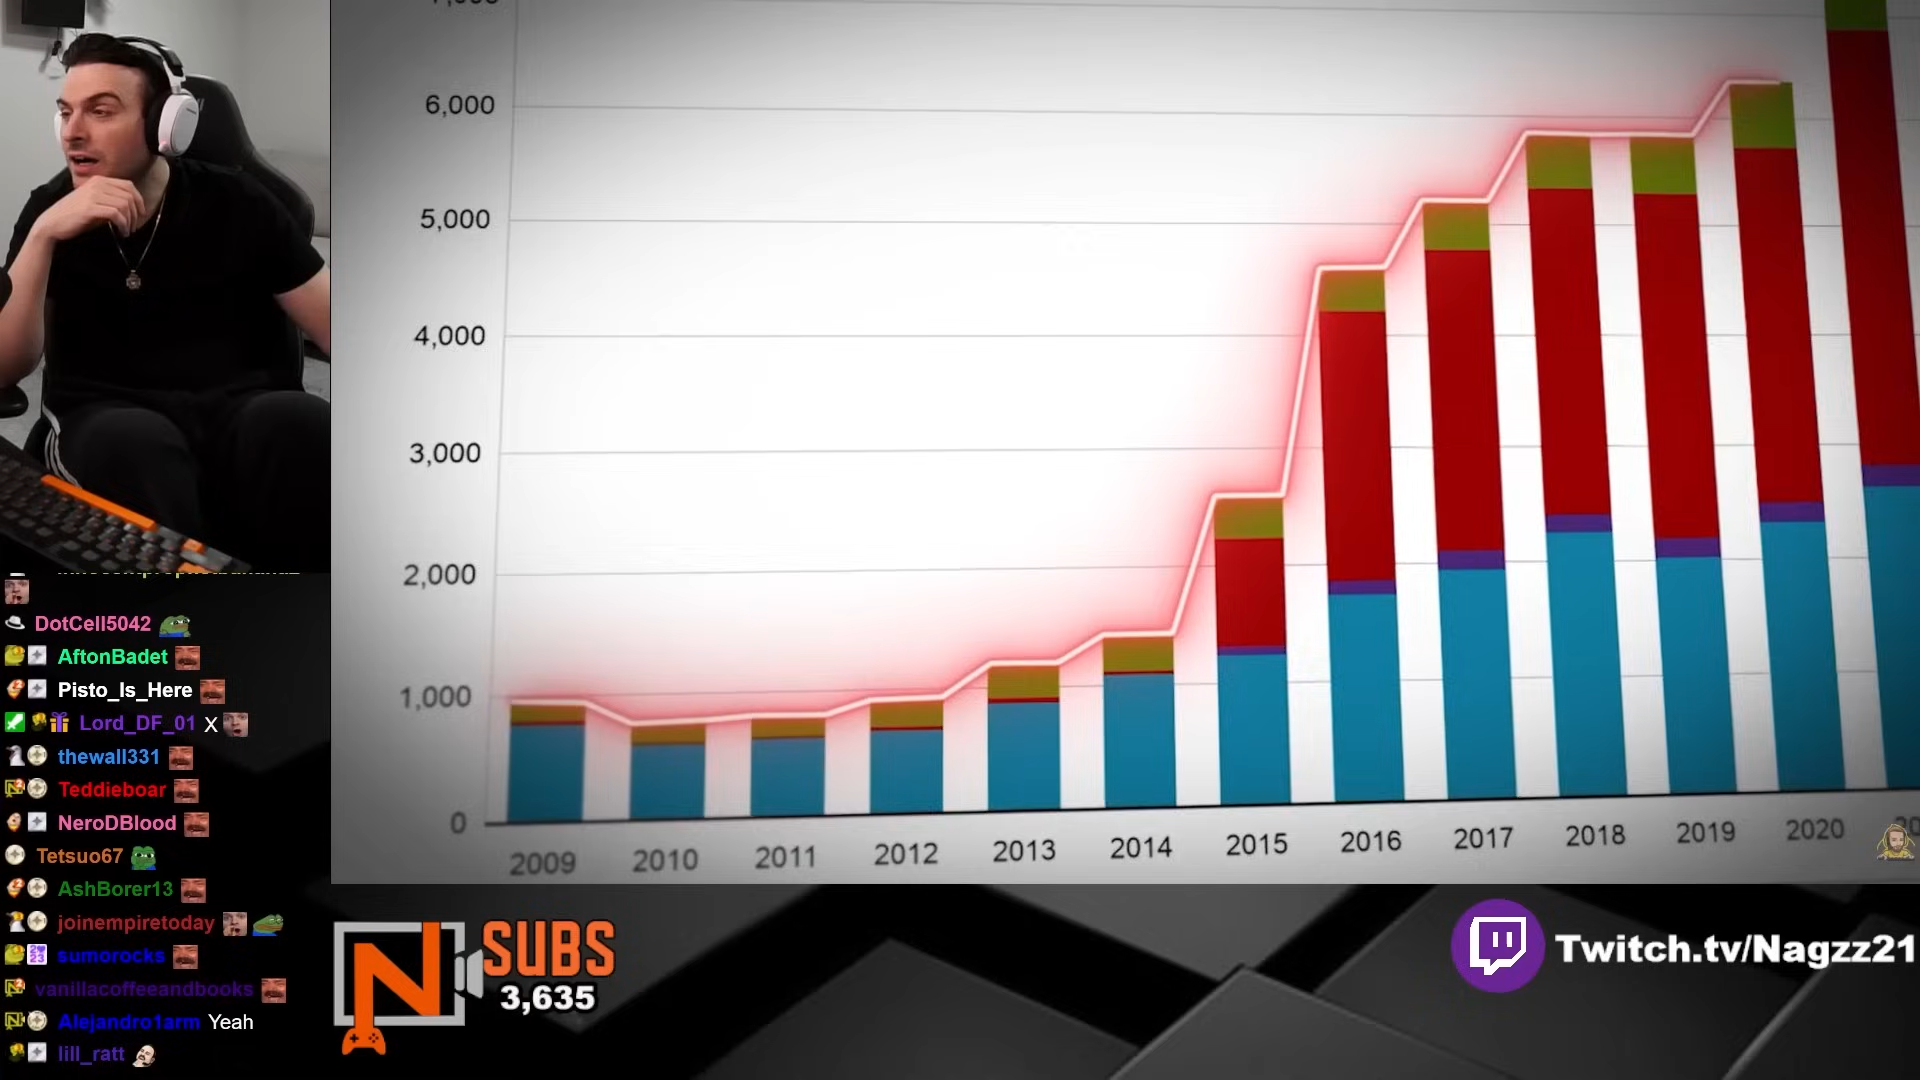 DotCell5042
AftonBadet
Pisto_Is_Here
Lord_DF_01 X
thewall331
Teddieboar
NeroDBlood
Tetsuo67
AshBorer13
joinempiretoday
sumorocks
vanillacoffeeandbooks
Alejandro1arm Yeah
lill_ratt
6,000
5,000
4,000
3,000
2,000
1,000
0
2009 2010 2011 2012 2013 2014 2015 2016 2017 2018 2019 2020
N SUBS
3,635
Twitch.tv/Nagzz21